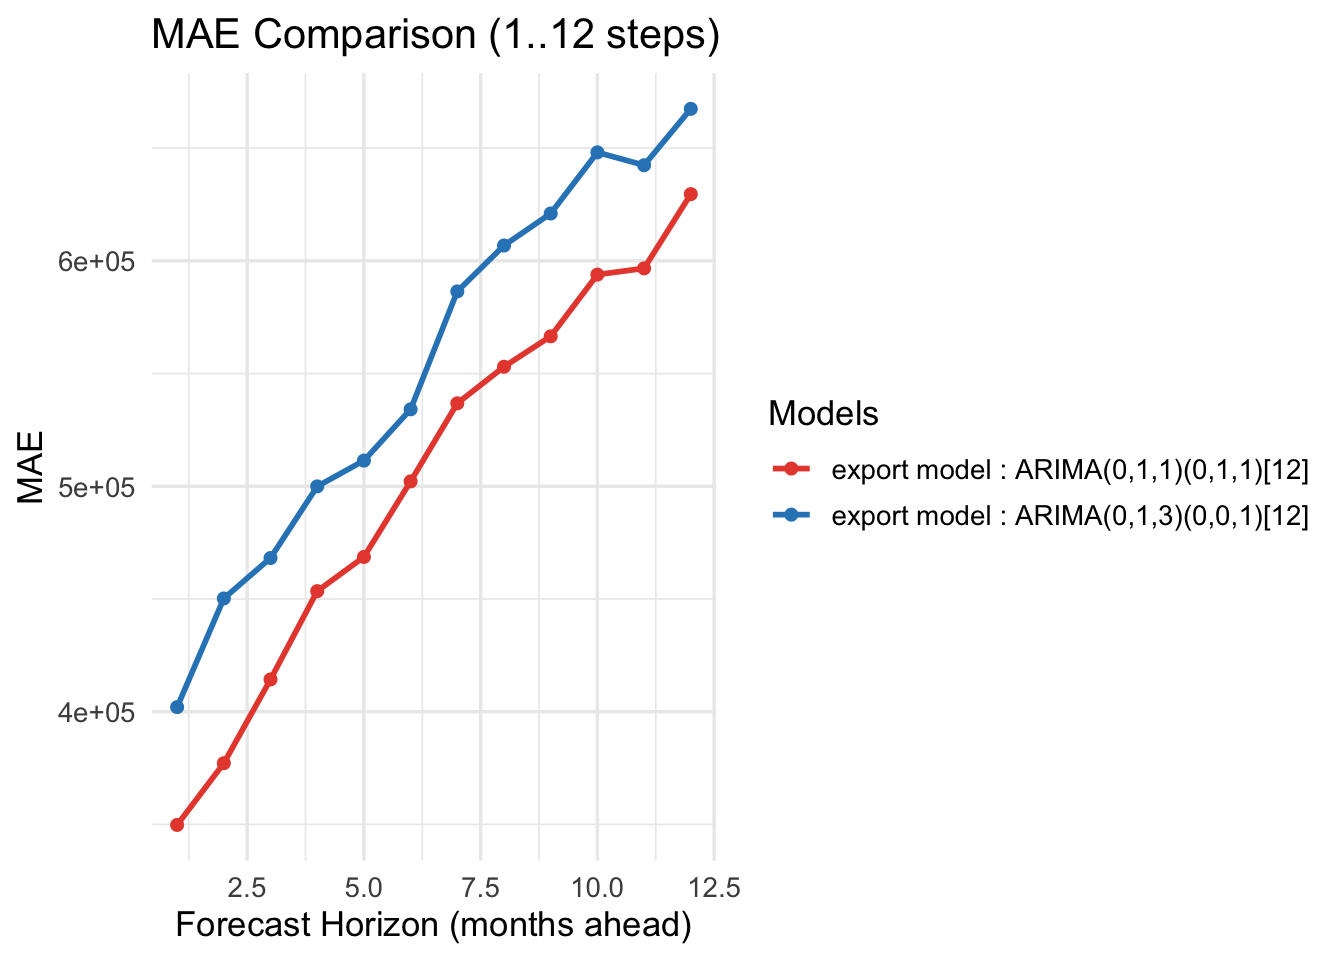 MAE Comparison (1..12 steps)
MAE
6e+05
5e+05
4e+05
2.5 5.0 7.5 10.0 12.5
Forecast Horizon (months ahead)
Models
export model : ARIMA(0,1,1)(0,1,1)[12]
export model : ARIMA(0,1,3)(0,0,1)[12]